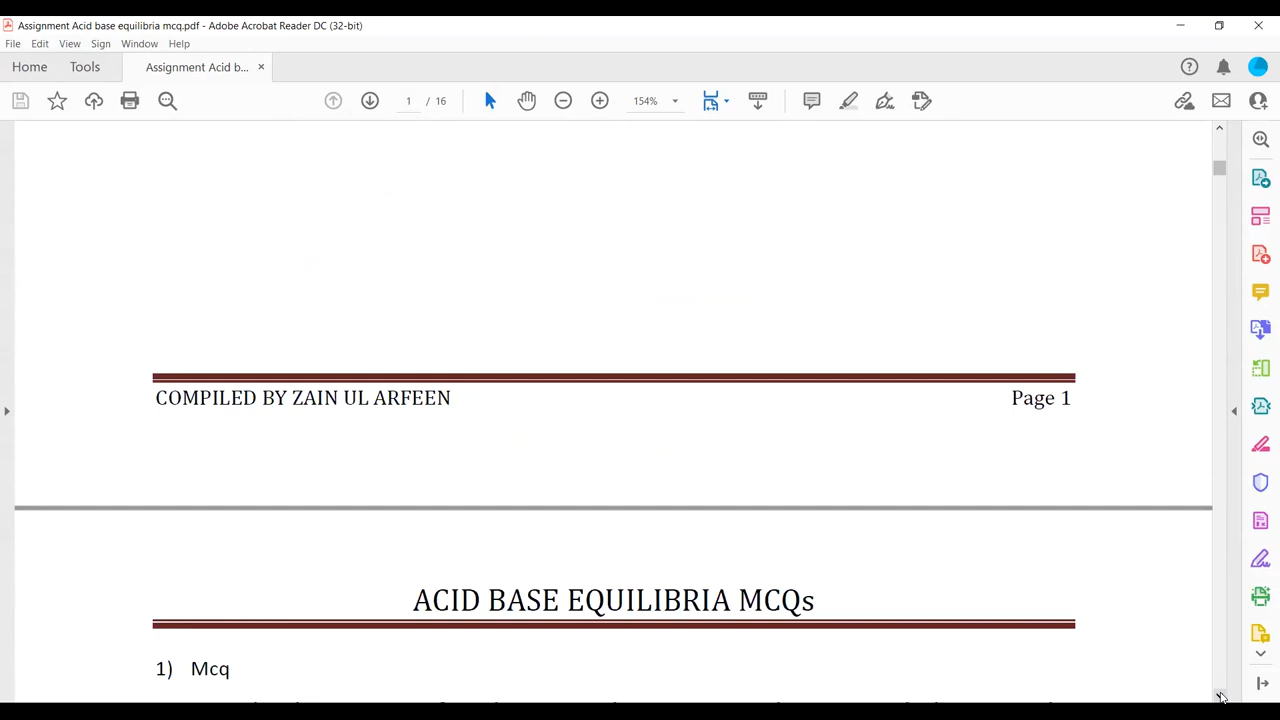 Assignment Acid base equilibria mcq.pdf - Adobe Acrobat Reader DC (32-bit)
File Edit View Sign Window Help
Home Tools Assignment Acid b... ×
1 / 16 154%
COMPILED BY ZAIN UL ARFEEN Page 1
ACID BASE EQUILIBRIA MCQs
1) Mcq